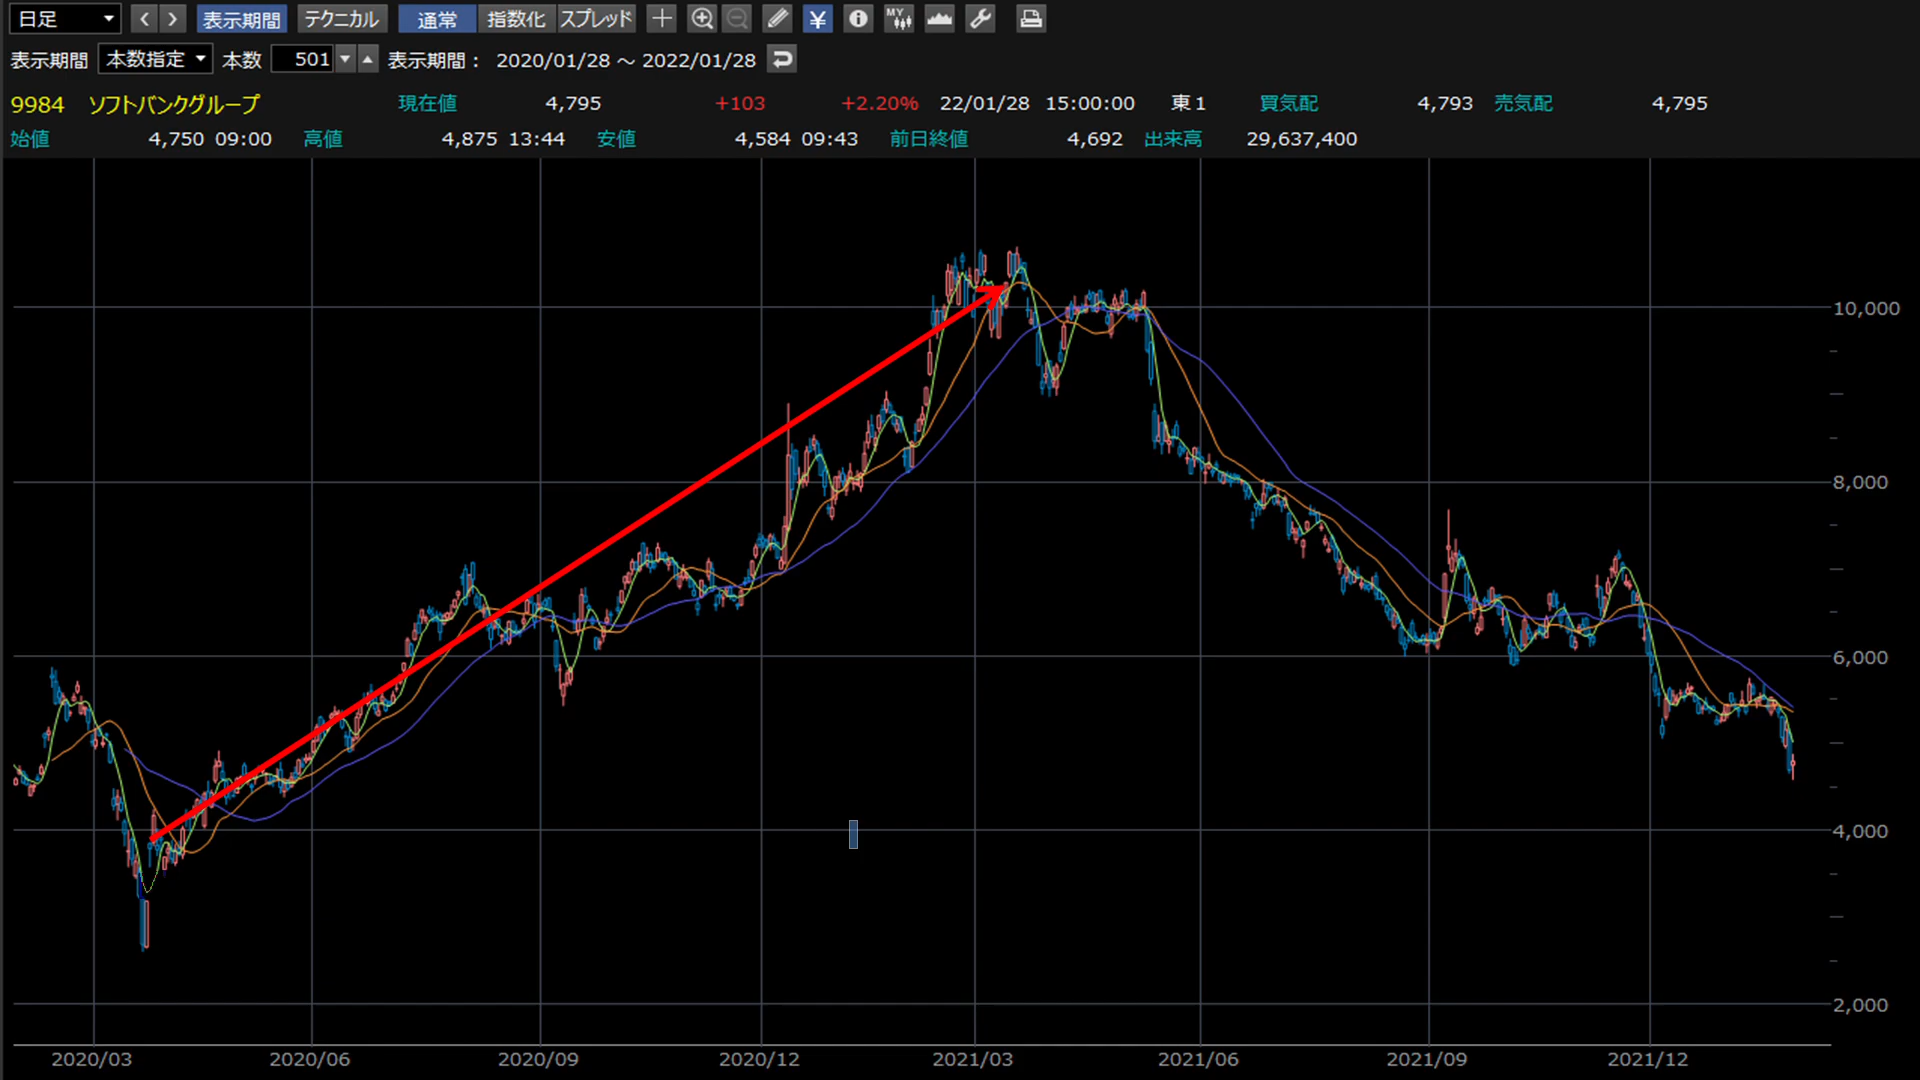 日足 表示期間 テクニカル 通常 指数化 スプレッド ¥ MY
表示期間 本数指定 本数 501 表示期間： 2020/01/28 ～ 2022/01/28
9984 ソフトバンクグループ 現在値 4,795 +103 +2.20% 22/01/28 15:00:00 東1 買気配 4,793 売気配 4,795
始値 4,750 09:00 高値 4,875 13:44 安値 4,584 09:43 前日終値 4,692 出来高 29,637,400
10,000
8,000
6,000
4,000
2,000
2020/03 2020/06 2020/09 2020/12 2021/03 2021/06 2021/09 2021/12